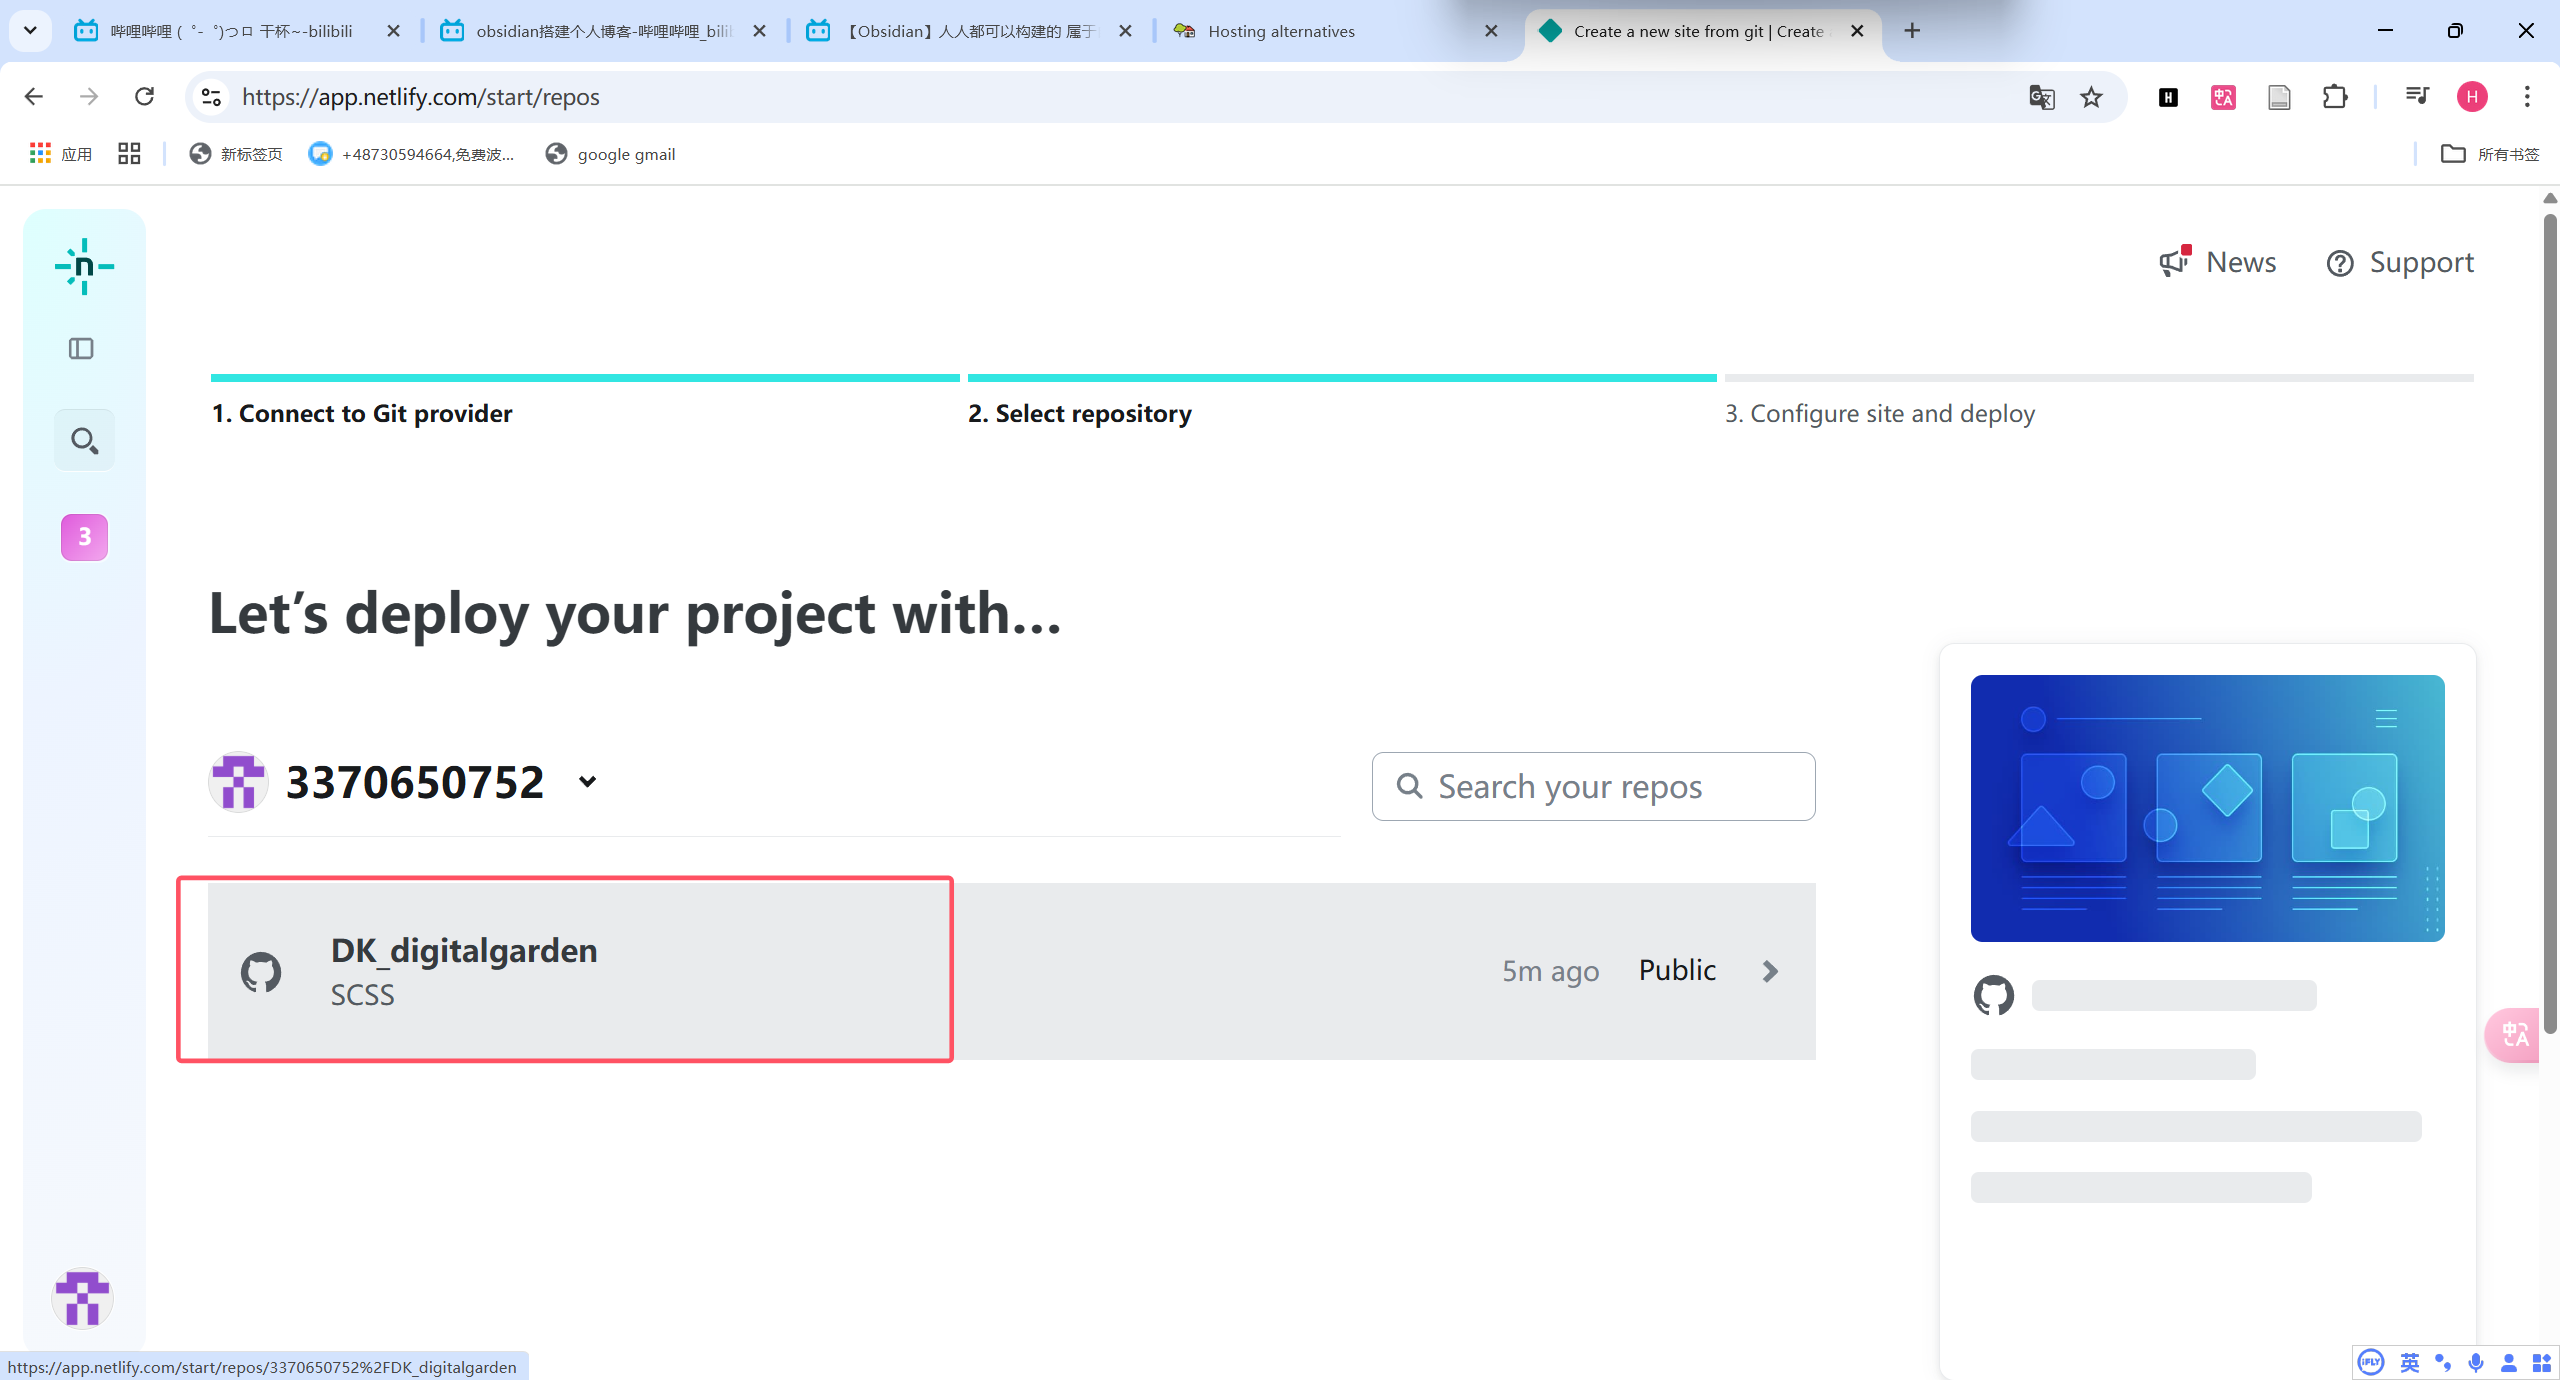 哔哩哔哩 (゜-゜)つロ 干杯~-bilibili
obsidian搭建个人博客-哔哩哔哩_bili
【Obsidian】人人都可以构建的 属于
Hosting alternatives
Create a new site from git | Create
https://app.netlify.com/start/repos
H
应用
新标签页
+48730594664,免费波...
google gmail
所有书签
n
News
Support
1. Connect to Git provider
2. Select repository
3. Configure site and deploy
3
Let’s deploy your project with…
3370650752
Search your repos
DK_digitalgarden
SCSS
5m ago
Public
中A
https://app.netlify.com/start/repos/3370650752%2FDK_digitalgarden
iFLY
英